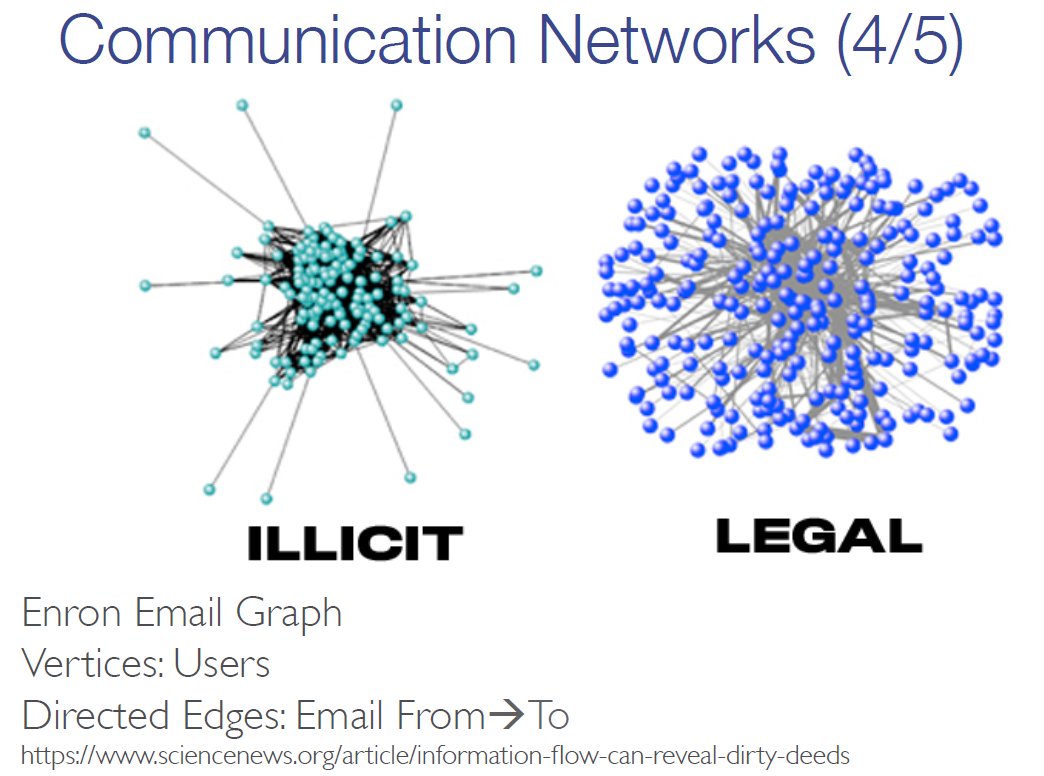 Communication Networks (4/5)
ILLICIT
LEGAL
Enron Email Graph
Vertices: Users
Directed Edges: Email From→To
https://www.sciencenews.org/article/information-flow-can-reveal-dirty-deeds